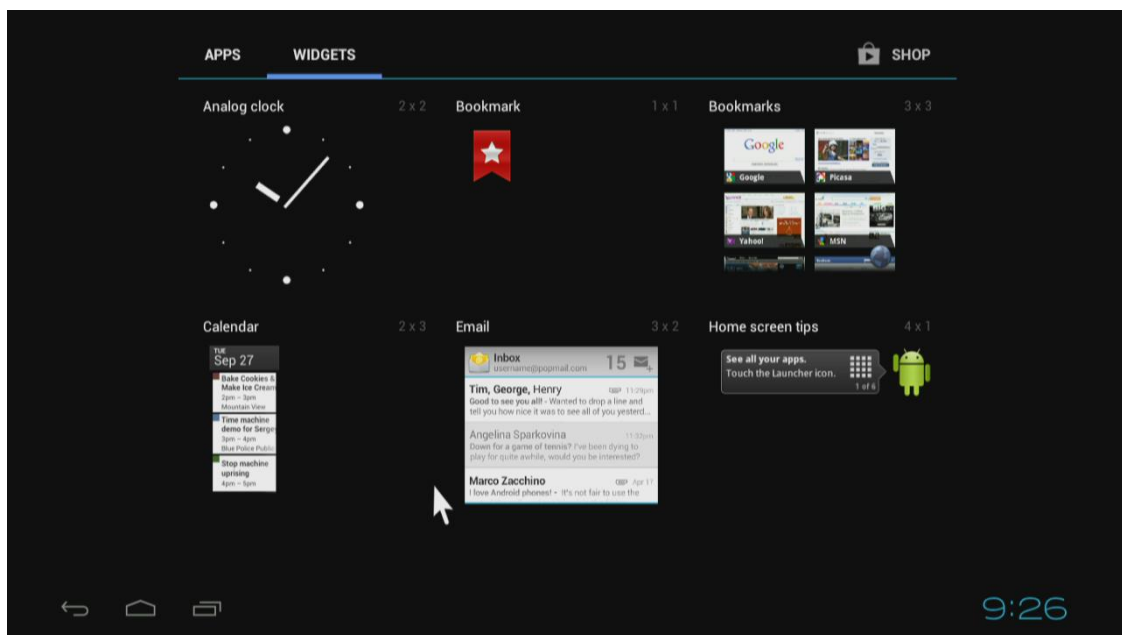 APPS WIDGETS SHOP
Analog clock 2 x 2 Bookmark 1 x 1 Bookmarks 3 x 3
Google
Google Picasa
Yahoo! MSN
Calendar 2 x 3 Email 3 x 2 Home screen tips 4 x 1
TUE
Sep 27
Bake Cookies &
Make Ice Cream
2pm – 3pm
Mountain View
Time machine
demo for Serge
3pm – 4pm
Blue Police Public
Stop machine
uprising
4pm – 5pm
Inbox 15
username@popmail.com
Tim, George, Henry 11:29pm
Good to see you all! - Wanted to drop a line and
tell you how nice it was to see all of you yesterd...
Angelina Sparkovina 11:33pm
Down for a game of tennis? I've been dying to
play for quite awhile, would you be interested?
Marco Zacchino Apr 17
I love Android phones! - It's not fair to use the
See all your apps.
Touch the Launcher icon.
1 of 6
9:26